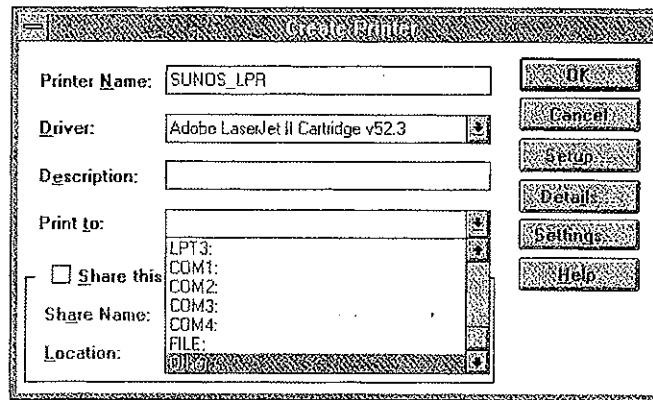 Create Printer
Printer Name: SUNOS_LPR
OK
Driver: Adobe LaserJet II Cartridge v52.3
Cancel
Description:
Setup...
Print to:
Details...
LPT3:
COM1:
COM2:
COM3:
COM4:
FILE:
Settings...
Share this
Help
Share Name:
Location: